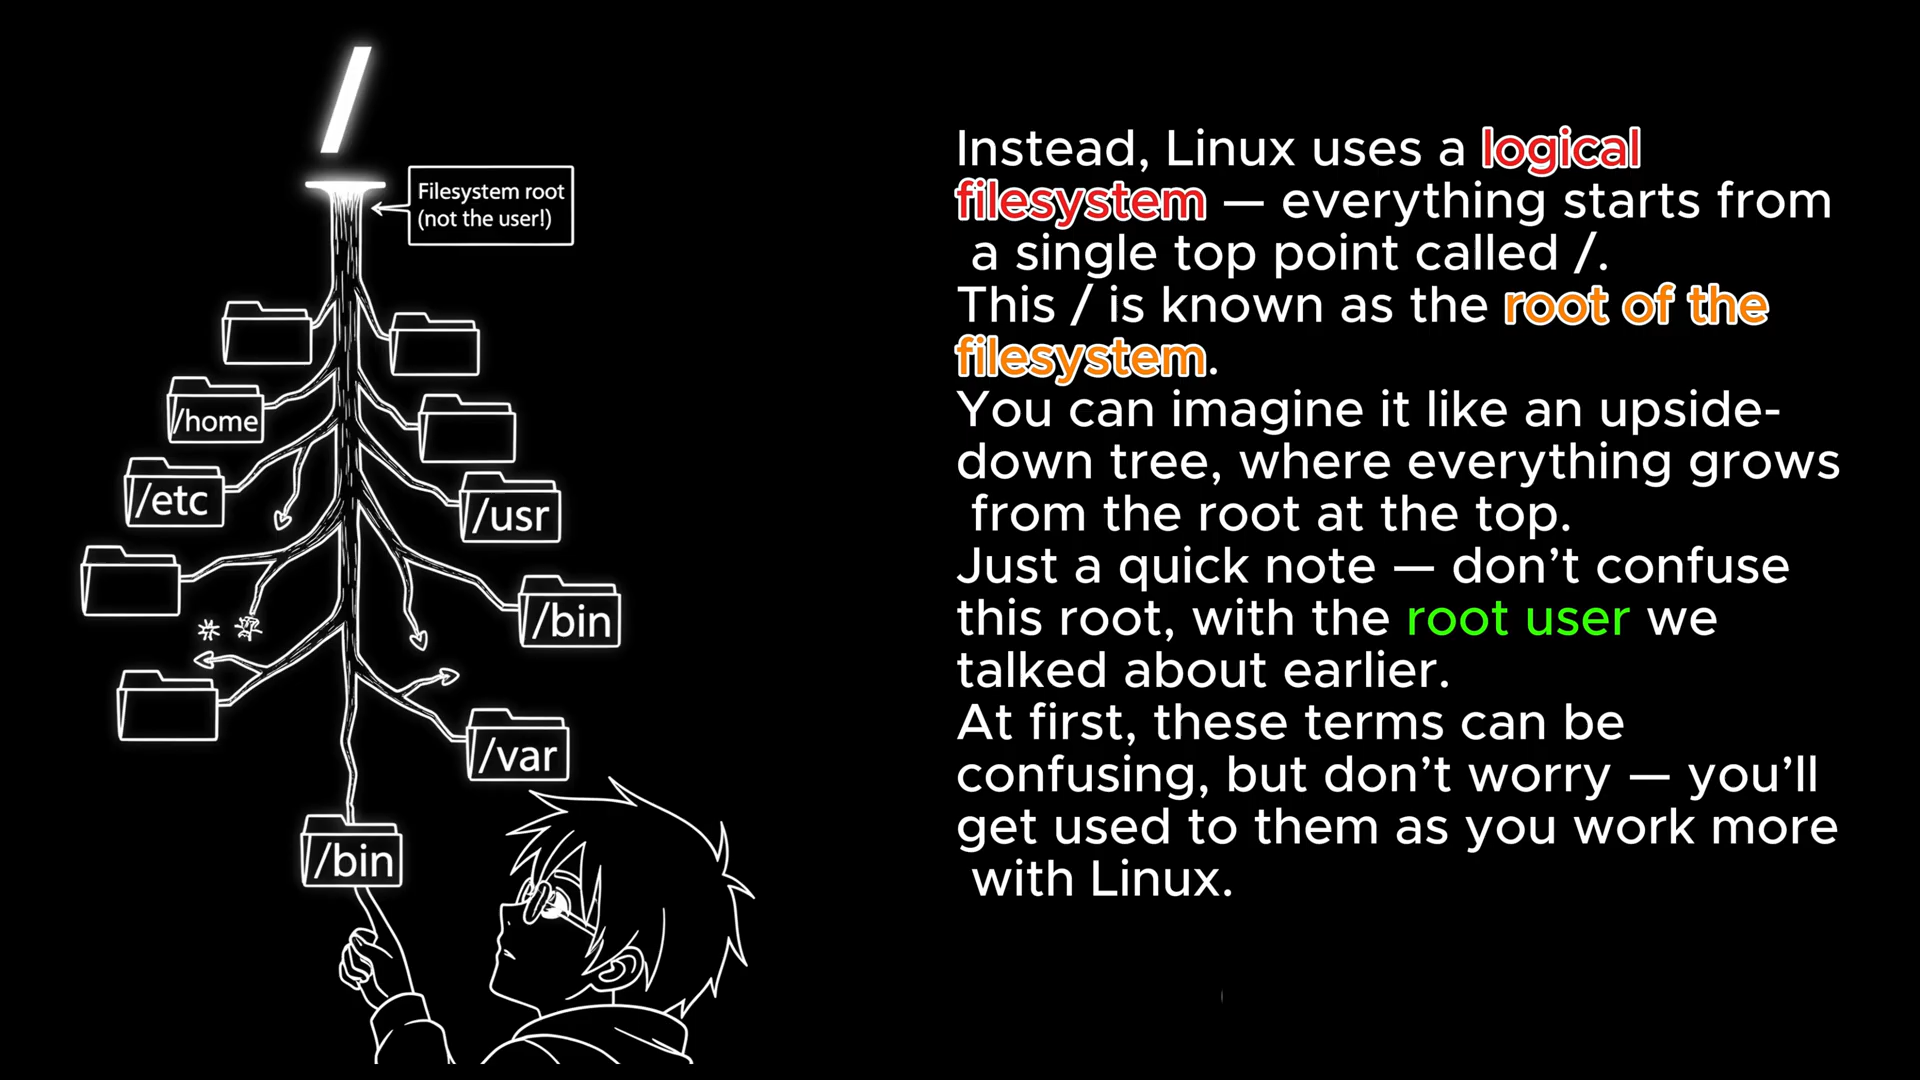 /
Filesystem root
(not the user!)
/home
/etc
/usr
/bin
/var
/bin
Instead, Linux uses a logical
filesystem — everything starts from
a single top point called /.
This / is known as the root of the
filesystem.
You can imagine it like an upside-
down tree, where everything grows
from the root at the top.
Just a quick note — don’t confuse
this root, with the root user we
talked about earlier.
At first, these terms can be
confusing, but don’t worry — you’ll
get used to them as you work more
with Linux.